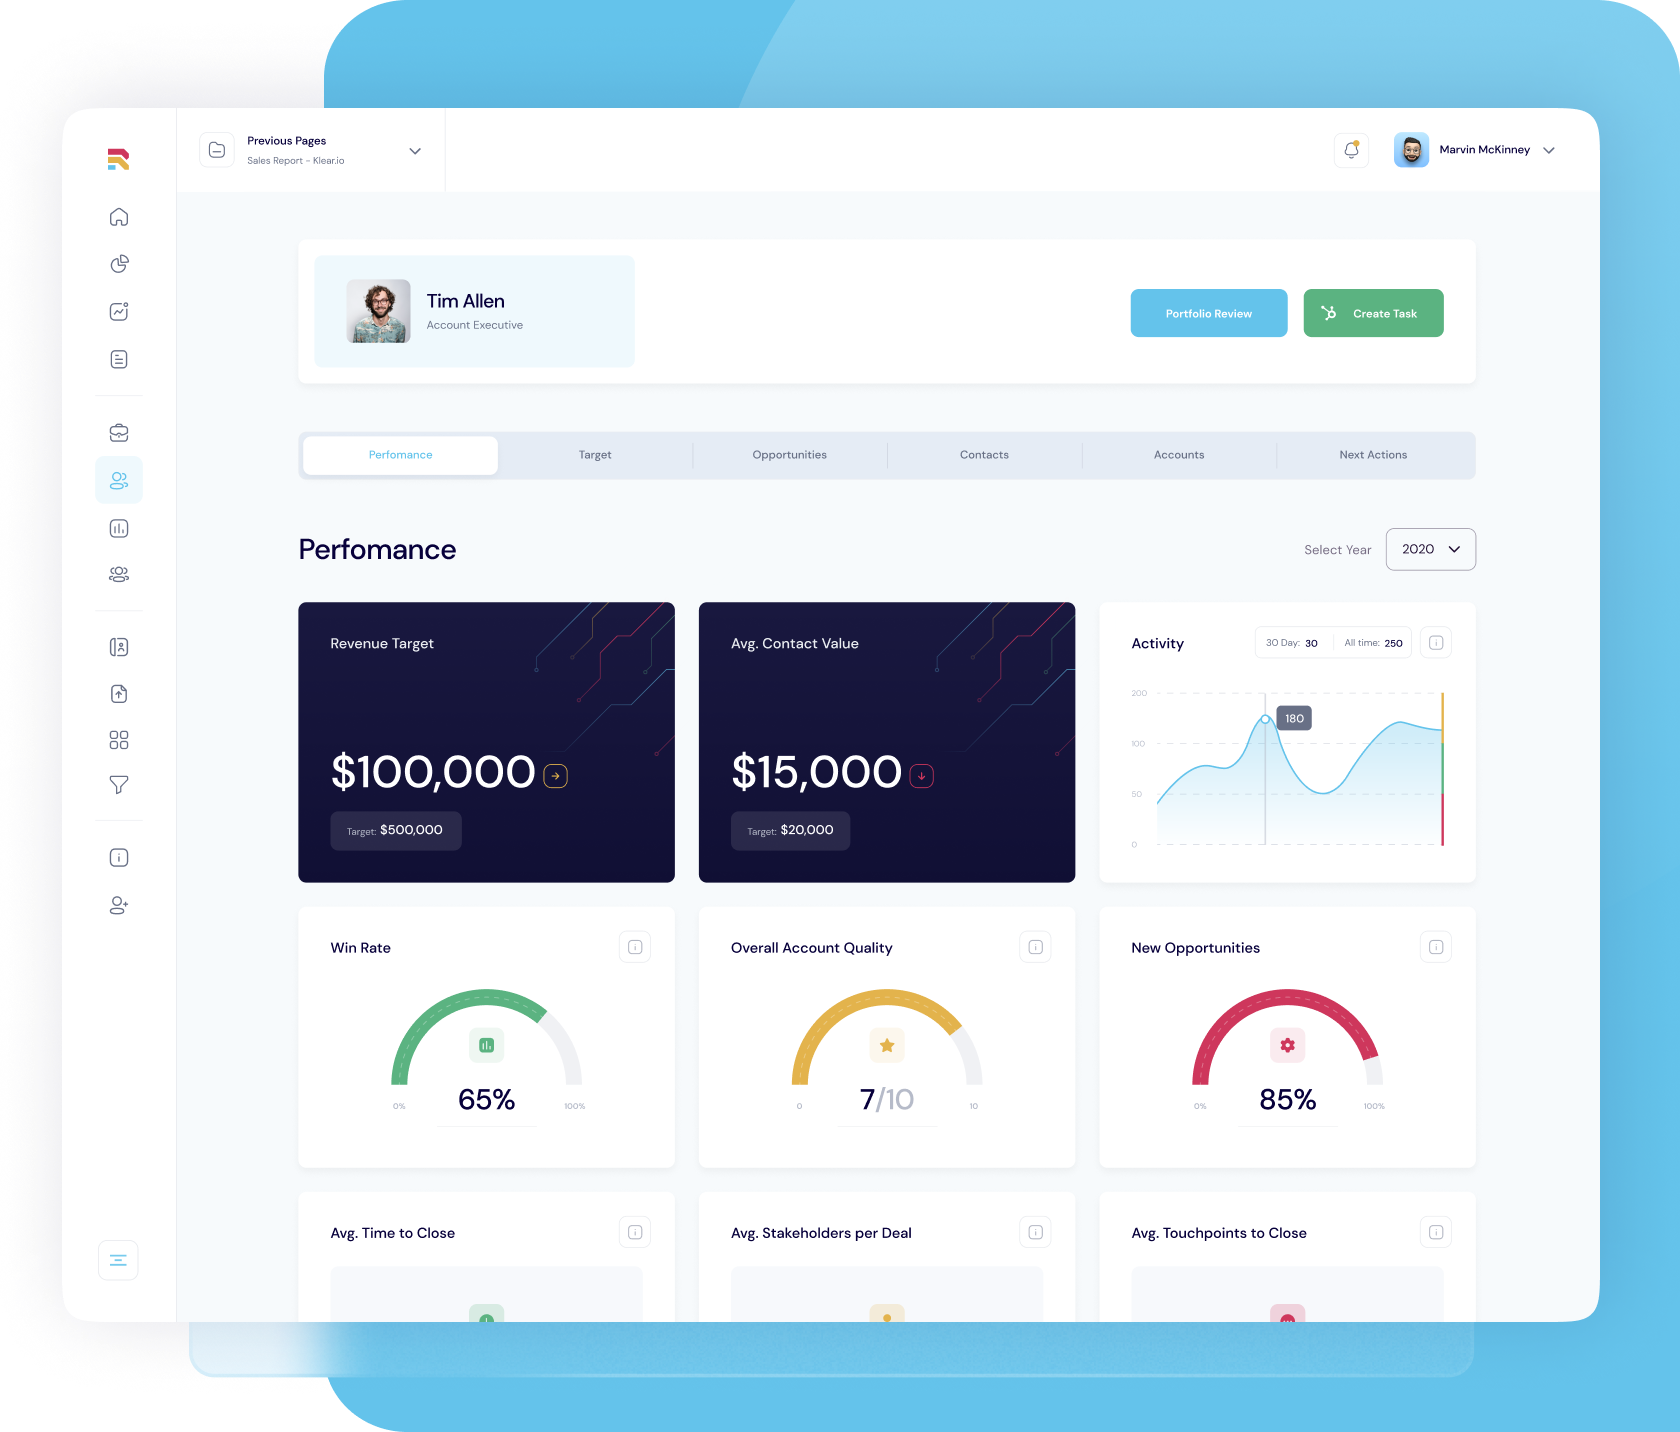 Previous Pages
Sales Report - Klear.io
Marvin McKinney
Tim Allen
Account Executive
Portfolio Review
Create Task
Perfomance
Target
Opportunities
Contacts
Accounts
Next Actions
Perfomance
Select Year
2020
Revenue Target
$100,000
Target: $500,000
Avg. Contact Value
$15,000
Target: $20,000
Activity
30 Day: 30
All time: 250
200
180
100
50
0
Win Rate
65%
0%
100%
Overall Account Quality
7/10
0
10
New Opportunities
85%
0%
100%
Avg. Time to Close
Avg. Stakeholders per Deal
Avg. Touchpoints to Close